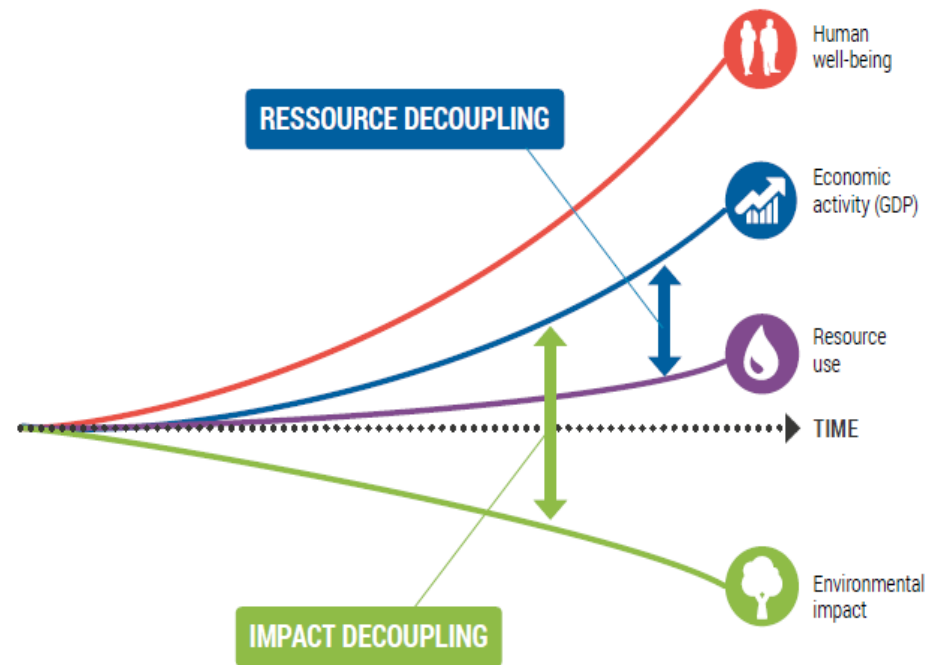 Human
well-being
RESSOURCE DECOUPLING
Economic
activity (GDP)
Resource
use
TIME
Environmental
impact
IMPACT DECOUPLING